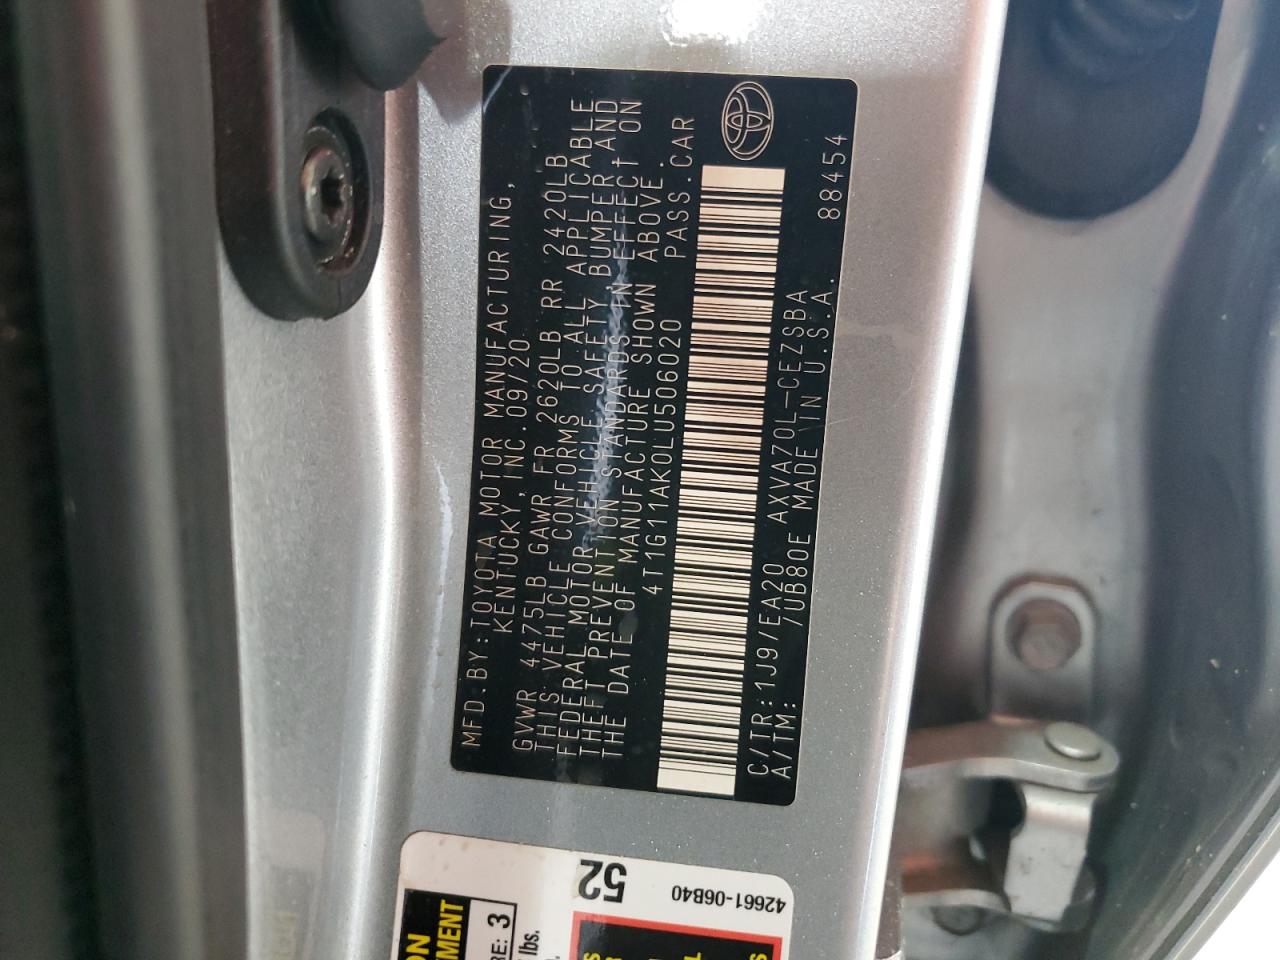 MFD.BY:TOYOTA MOTOR MANUFACTURING,
KENTUCKY,INC.09/20
GVWR 4475LB GAWR FR 2620LB RR 2420LB
THIS VEHICLE CONFORMS TO ALL APPLICABLE
FEDERAL MOTOR VEHICLE SAFETY,BUMPER,AND
THEFT PREVENTION STANDARDS IN EFFECT ON
THE DATE OF MANUFACTURE SHOWN ABOVE.
4T1G11AK0LU506020 PASS.CAR
C/TR:1J9/EA20 AXVA70L-CEZSBA
A/TM: /UB80E MADE IN U.S.A. 88454
52
42661-06B40
3
lbs.